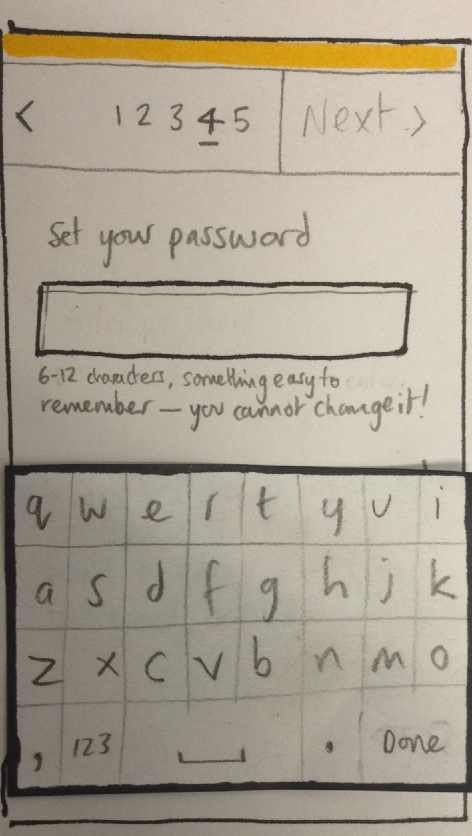 < 1 2 3 4 5 Next >
Set your password
6-12 characters, something easy to
remember — you cannot change it!
q w e r t y u i
a s d f g h j k
z x c v b n m o
, 123 . Done